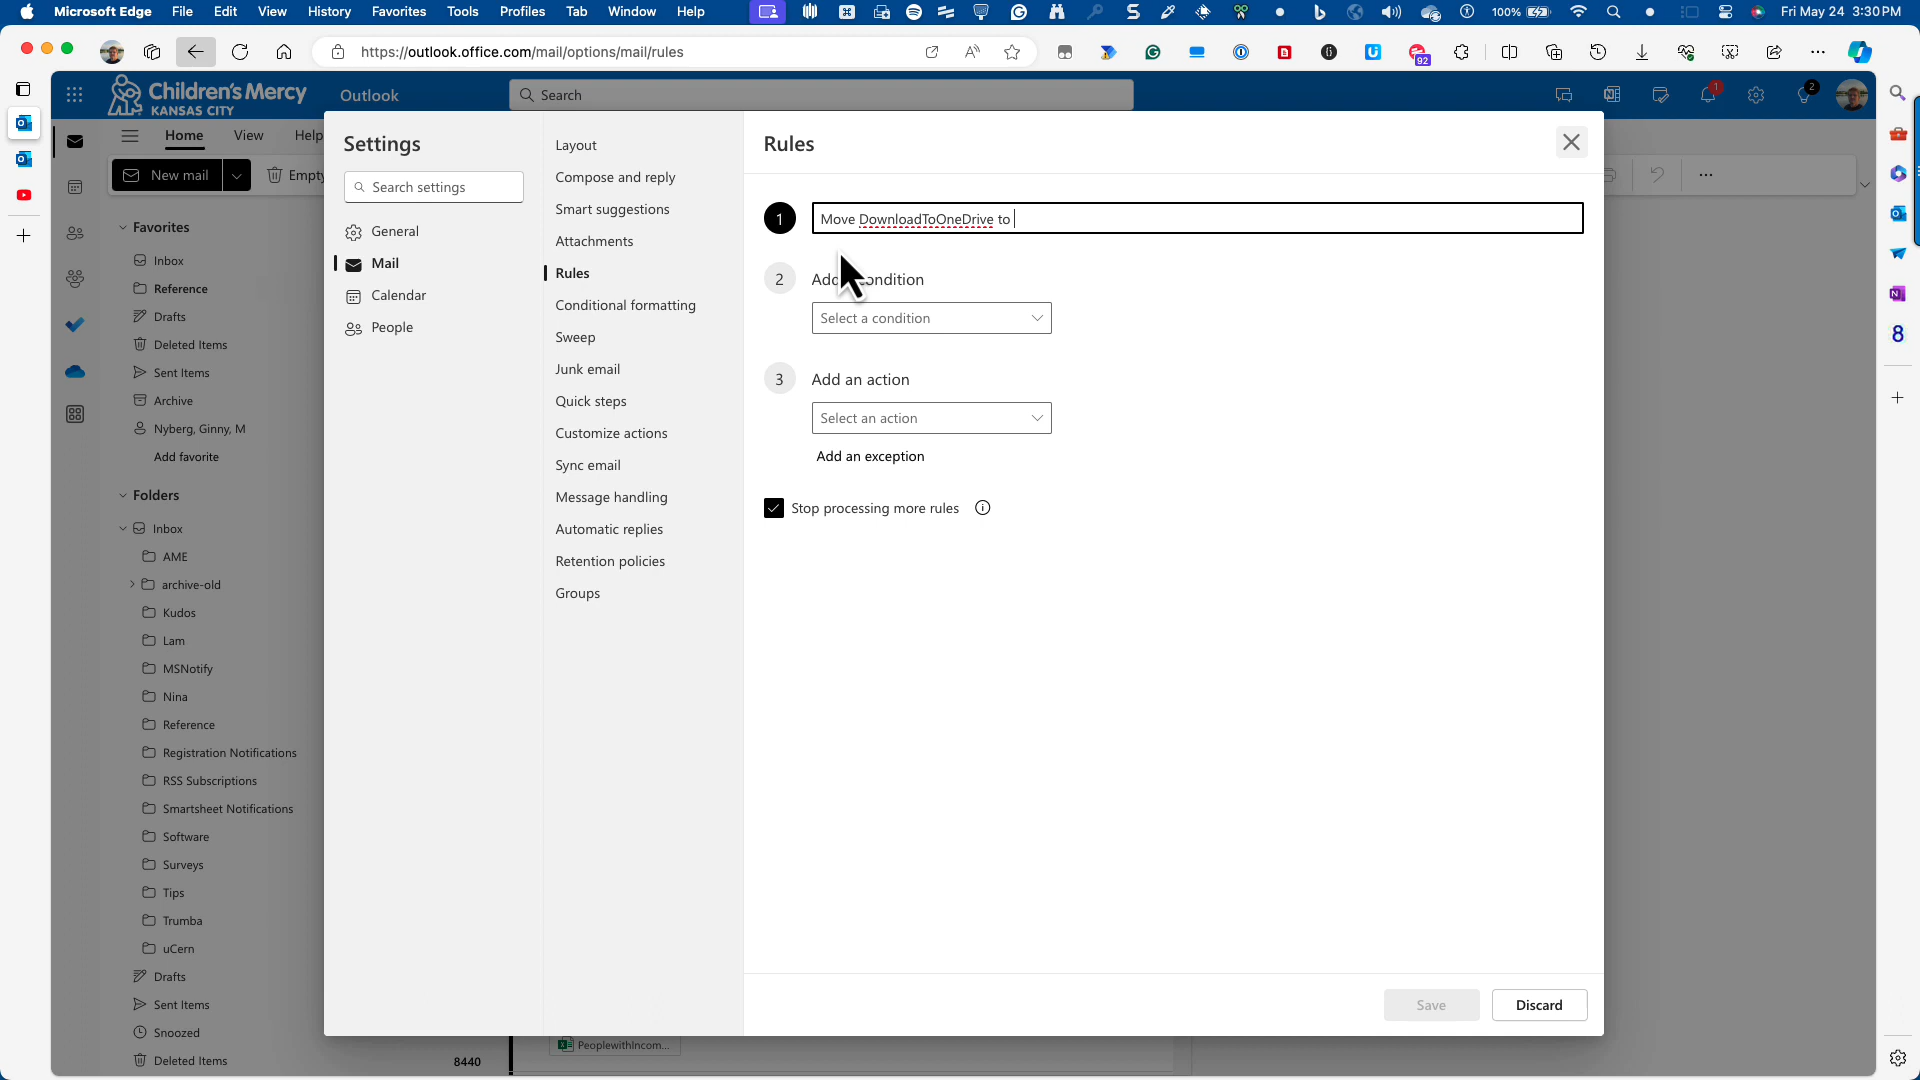 Microsoft Edge File Edit View History Favorites Tools Profiles Tab Window Help
100% Fri May 24 3:30 PM
https://outlook.office.com/mail/options/mail/rules
92
Children's Mercy
KANSAS CITY
Outlook
Search
1
2
Home View Help
New mail
Empty
Favorites
Inbox
Reference
Drafts
Deleted Items
Sent Items
Archive
Nyberg, Ginny, M
Add favorite
Folders
Inbox
AME
archive-old
Kudos
Lam
MSNotify
Nina
Reference
Registration Notifications
RSS Subscriptions
Smartsheet Notifications
Software
Surveys
Tips
Trumba
uCern
Drafts
Sent Items
Snoozed
Deleted Items 8440
Settings
Search settings
General
Mail
Calendar
People
Layout
Compose and reply
Smart suggestions
Attachments
Rules
Conditional formatting
Sweep
Junk email
Quick steps
Customize actions
Sync email
Message handling
Automatic replies
Retention policies
Groups
Rules
1 Move DownloadToOneDrive to
2 condition
Select a condition
3 Add an action
Select an action
Add an exception
Stop processing more rules
Save Discard
PeoplewithIncom...